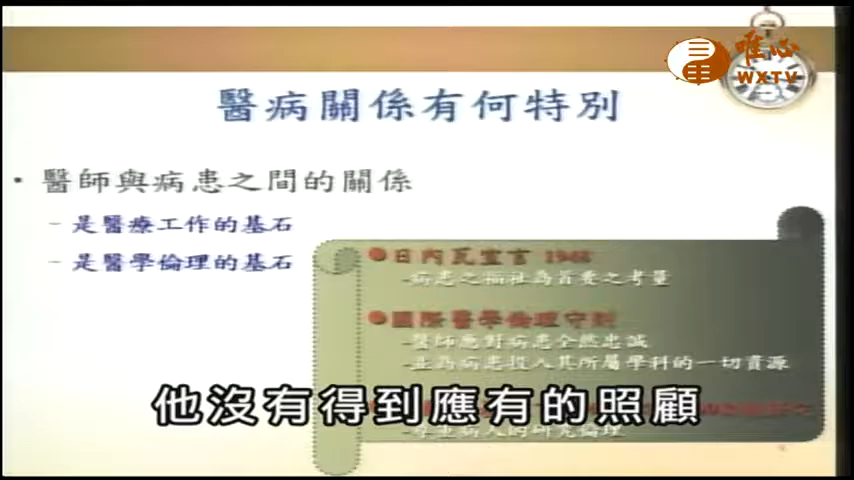 唯心
WXTV
醫病關係有何特別
• 醫師與病患之間的關係
– 是醫療工作的基石
– 是醫學倫理的基石
日內瓦宣言 1948
-病患之福祉為首要之考量
國際醫學倫理守則
-醫師應對病患全然忠誠
-並為病患投入其所屬學科的一切資源
他沒有得到應有的照顧